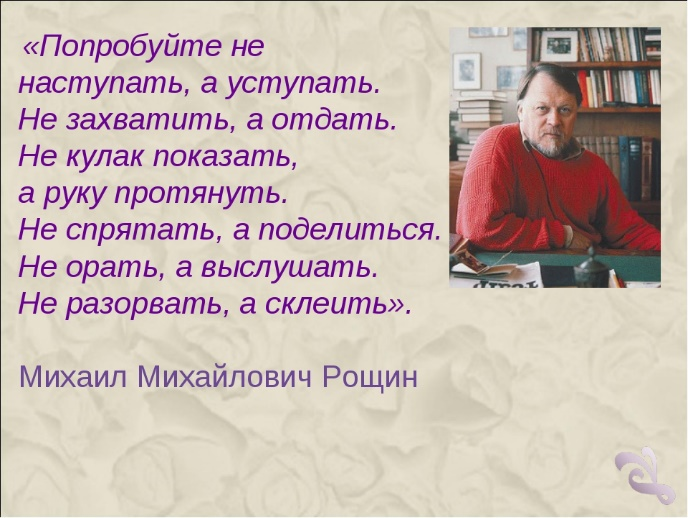 «Попробуйте не
наступать, а уступать.
Не захватить, а отдать.
Не кулак показать,
а руку протянуть.
Не спрятать, а поделиться.
Не орать, а выслушать.
Не разорвать, а склеить».
Михаил Михайлович Рощин